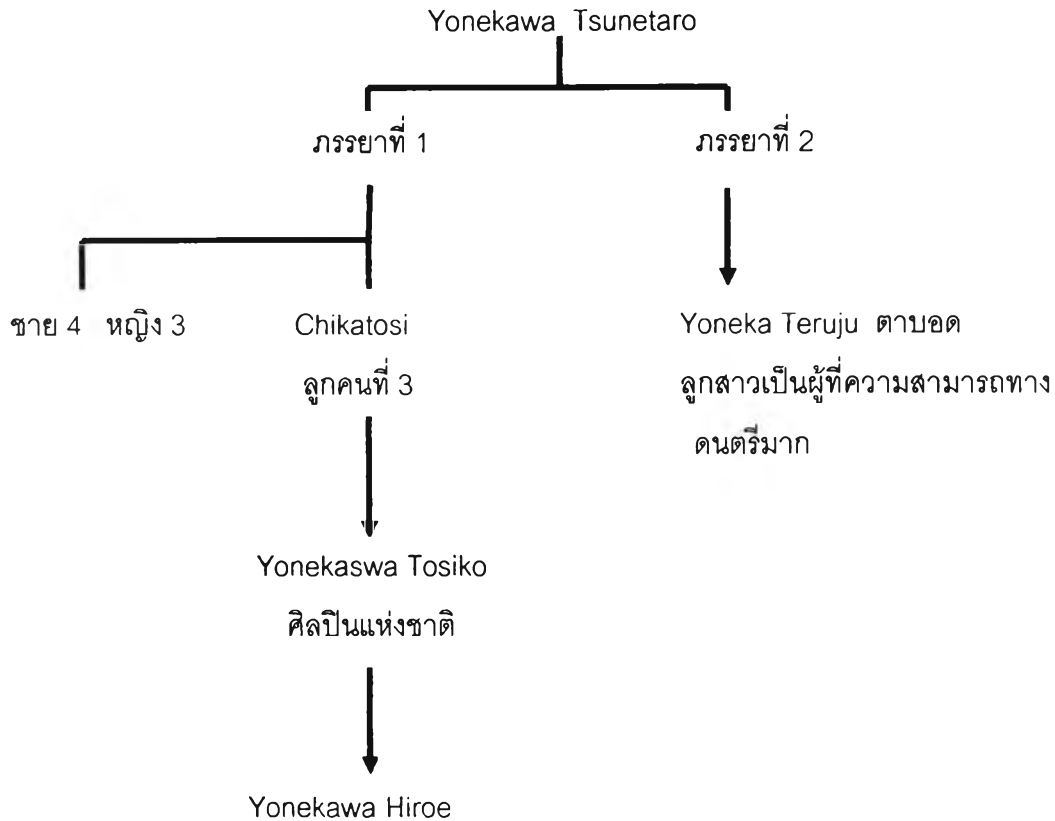 Yonekawa Tsunetaro
ภรรยาที่ 1 ภรรยาที่ 2
ชาย 4 หญิง 3 Chikatosi Yoneka Teruju ตาบอด
ลูกคนที่ 3 ลูกสาวเป็นผู้ที่ความสามารถทาง
ดนตรีมาก
Yonekaswa Tosiko
ศิลปินแห่งชาติ
Yonekawa Hiroe